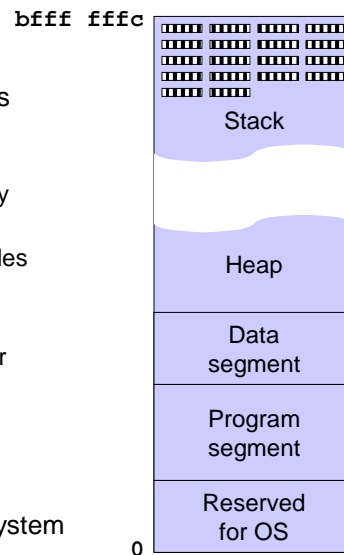 bfff fffc
s
Stack
y
les
Heap
Data
segment
r
Program
segment
Reserved
for OS
ystem
0